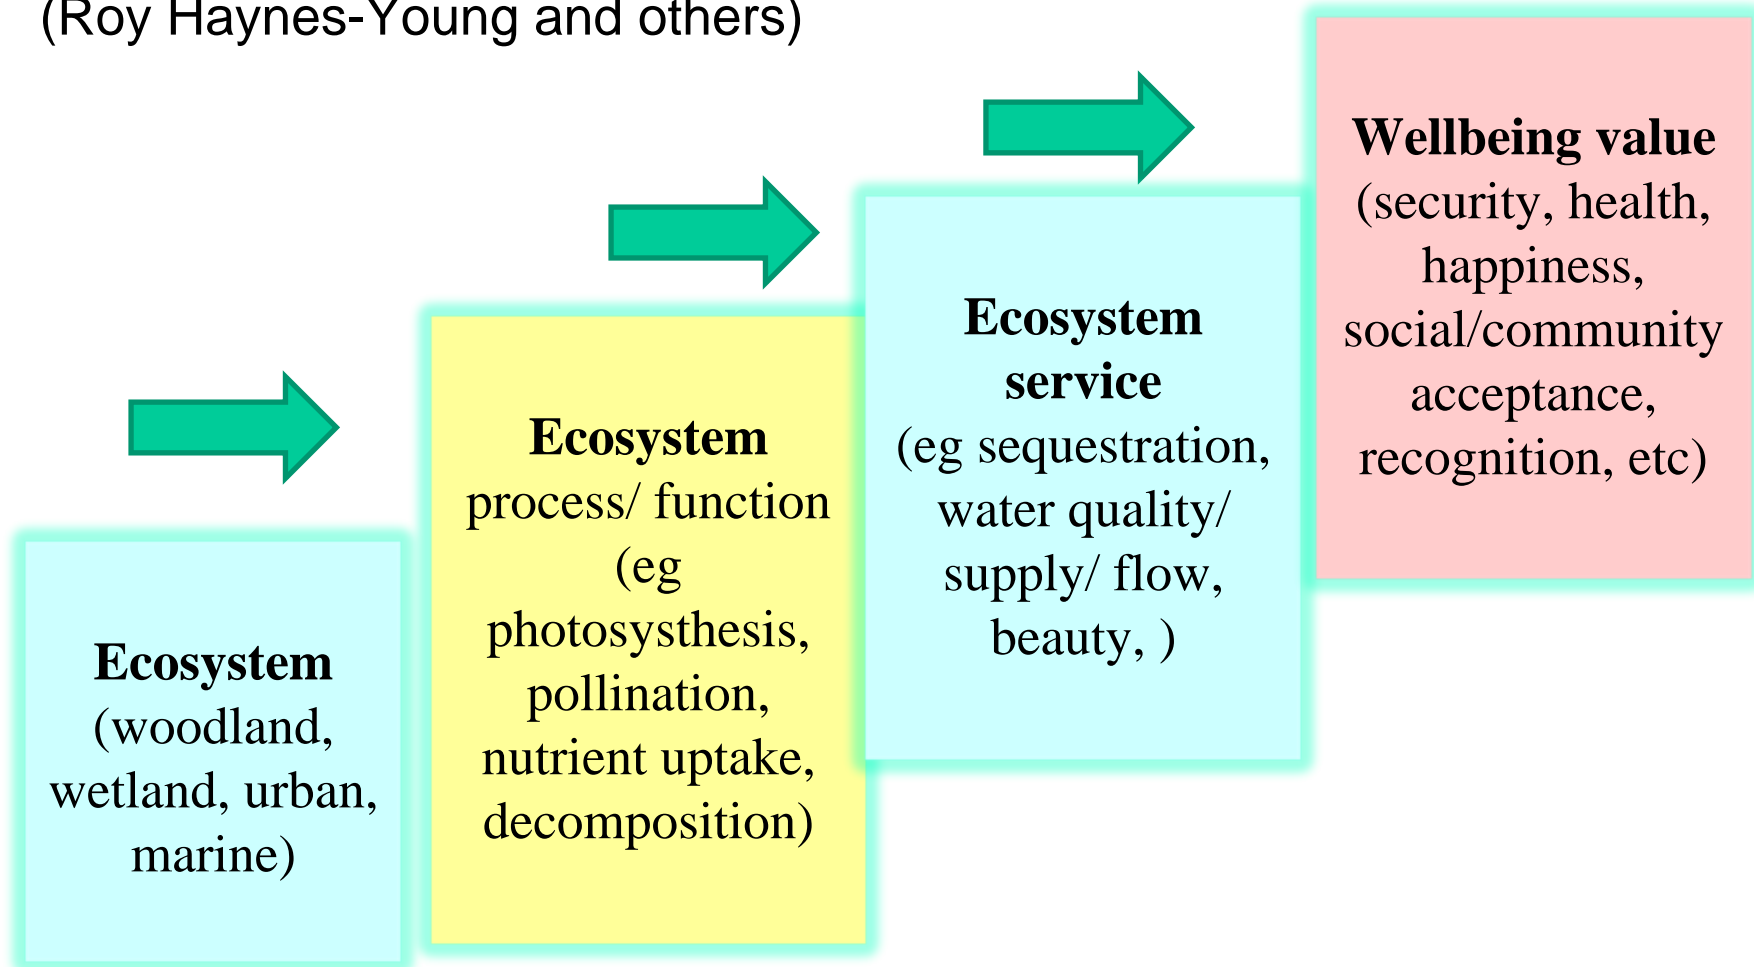 (Roy Haynes-Young and others)
Ecosystem
(woodland,
wetland, urban,
marine)
Ecosystem
process/ function
(eg
photosysthesis,
pollination,
nutrient uptake,
decomposition)
Ecosystem
service
(eg sequestration,
water quality/
supply/ flow,
beauty, )
Wellbeing value
(security, health,
happiness,
social/community
acceptance,
recognition, etc)